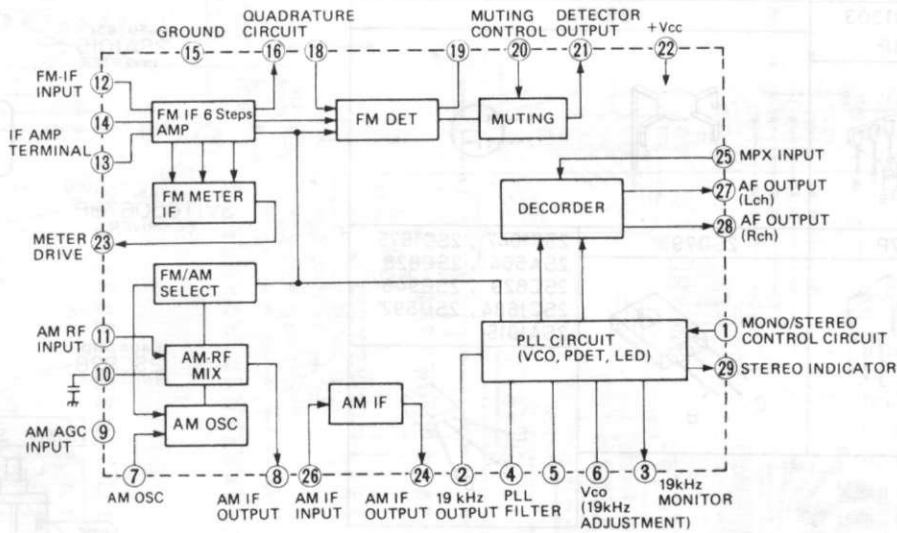 GROUND
15
QUADRATURE
CIRCUIT
16
18
19
MUTING
CONTROL
20
DETECTOR
OUTPUT
21
+Vcc
22
FM-IF
INPUT
12
14
IF AMP
TERMINAL
13
FM IF 6 Steps
AMP
FM DET
MUTING
FM METER
IF
DECORDER
25 MPX INPUT
27 AF OUTPUT
(Lch)
28 AF OUTPUT
(Rch)
METER
DRIVE
23
FM/AM
SELECT
AM RF
INPUT
11
10
AM-RF
MIX
AM OSC
AM IF
PLL CIRCUIT
(VCO, PDET, LED)
1 MONO/STEREO
CONTROL CIRCUIT
29 STEREO INDICATOR
AM AGC
INPUT
9
7
AM OSC
8
AM IF
OUTPUT
26
AM IF
INPUT
24
AM IF
OUTPUT
2
19 kHz
OUTPUT
4
PLL
FILTER
5
6
Vco
(19kHz
ADJUSTMENT)
3
19kHz
MONITOR